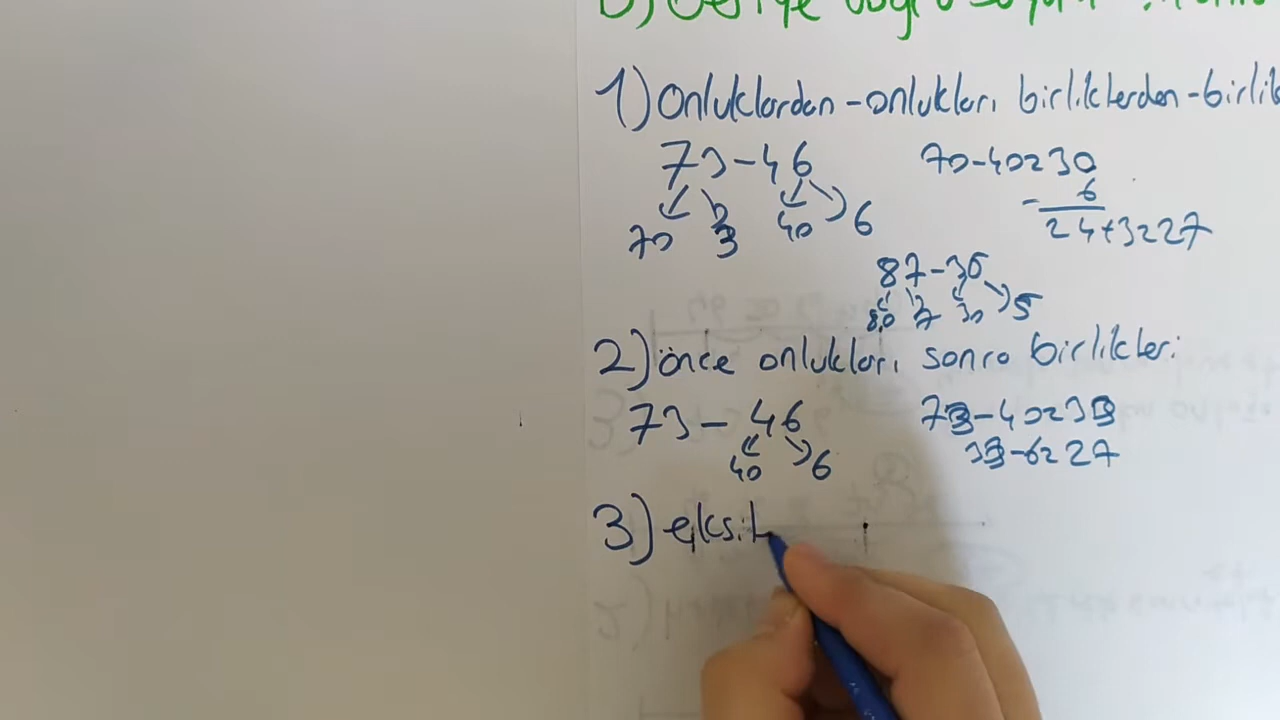 1) Onluklardan - onlukları birliklerden - birlik
73 - 46 70 - 40 = 30
- 6
70 3 40 6 24 + 3 = 27
87 - 35
80 7 30 5
2) önce onlukları sonra birlikleri
73 - 46 73 - 40 = 33
40 6 33 - 6 = 27
3) eksil